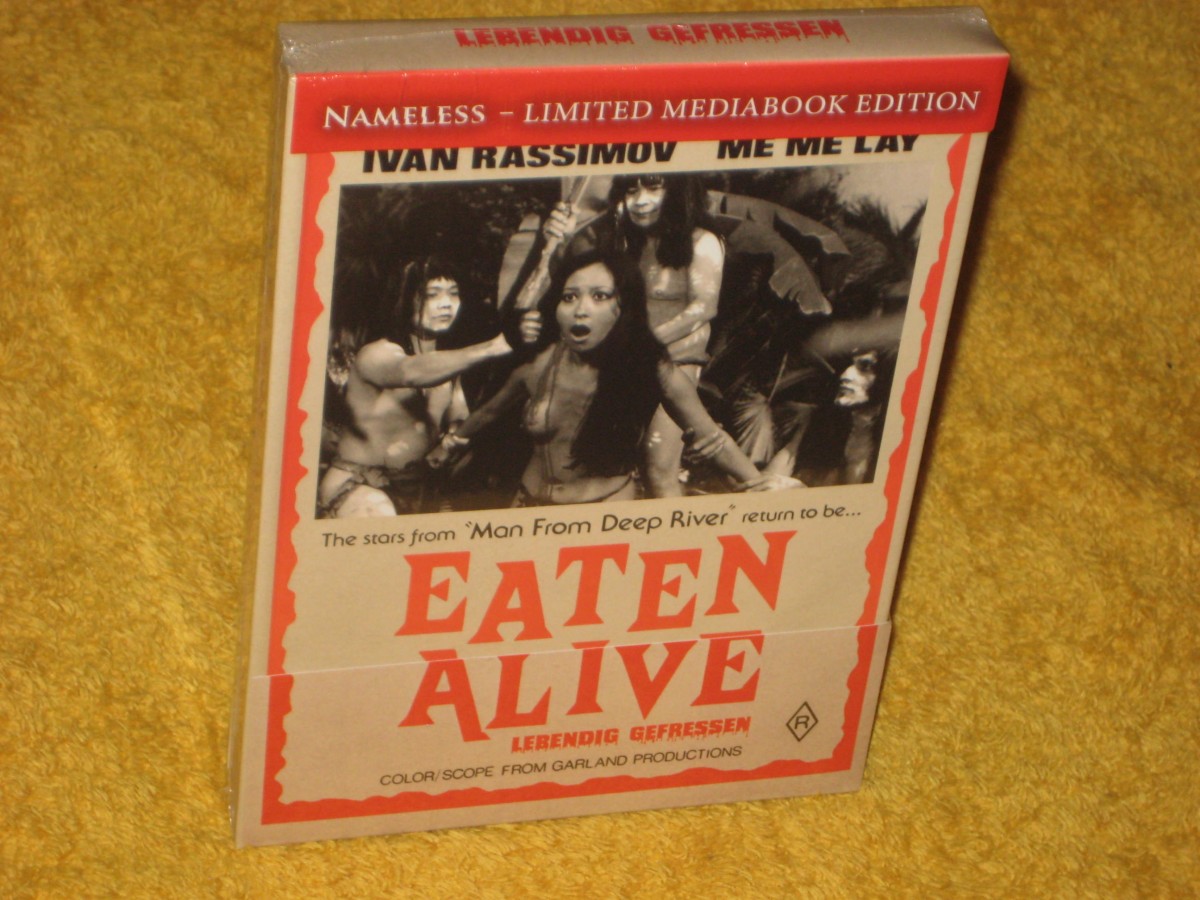 LEBENDIG GEFRESSEN
NAMELESS – LIMITED MEDIABOOK EDITION
IVAN RASSIMOV ME ME LAY
The stars from "Man From Deep River" return to be...
EATEN
ALIVE
LEBENDIG GEFRESSEN
R
COLOR/SCOPE FROM GARLAND PRODUCTIONS